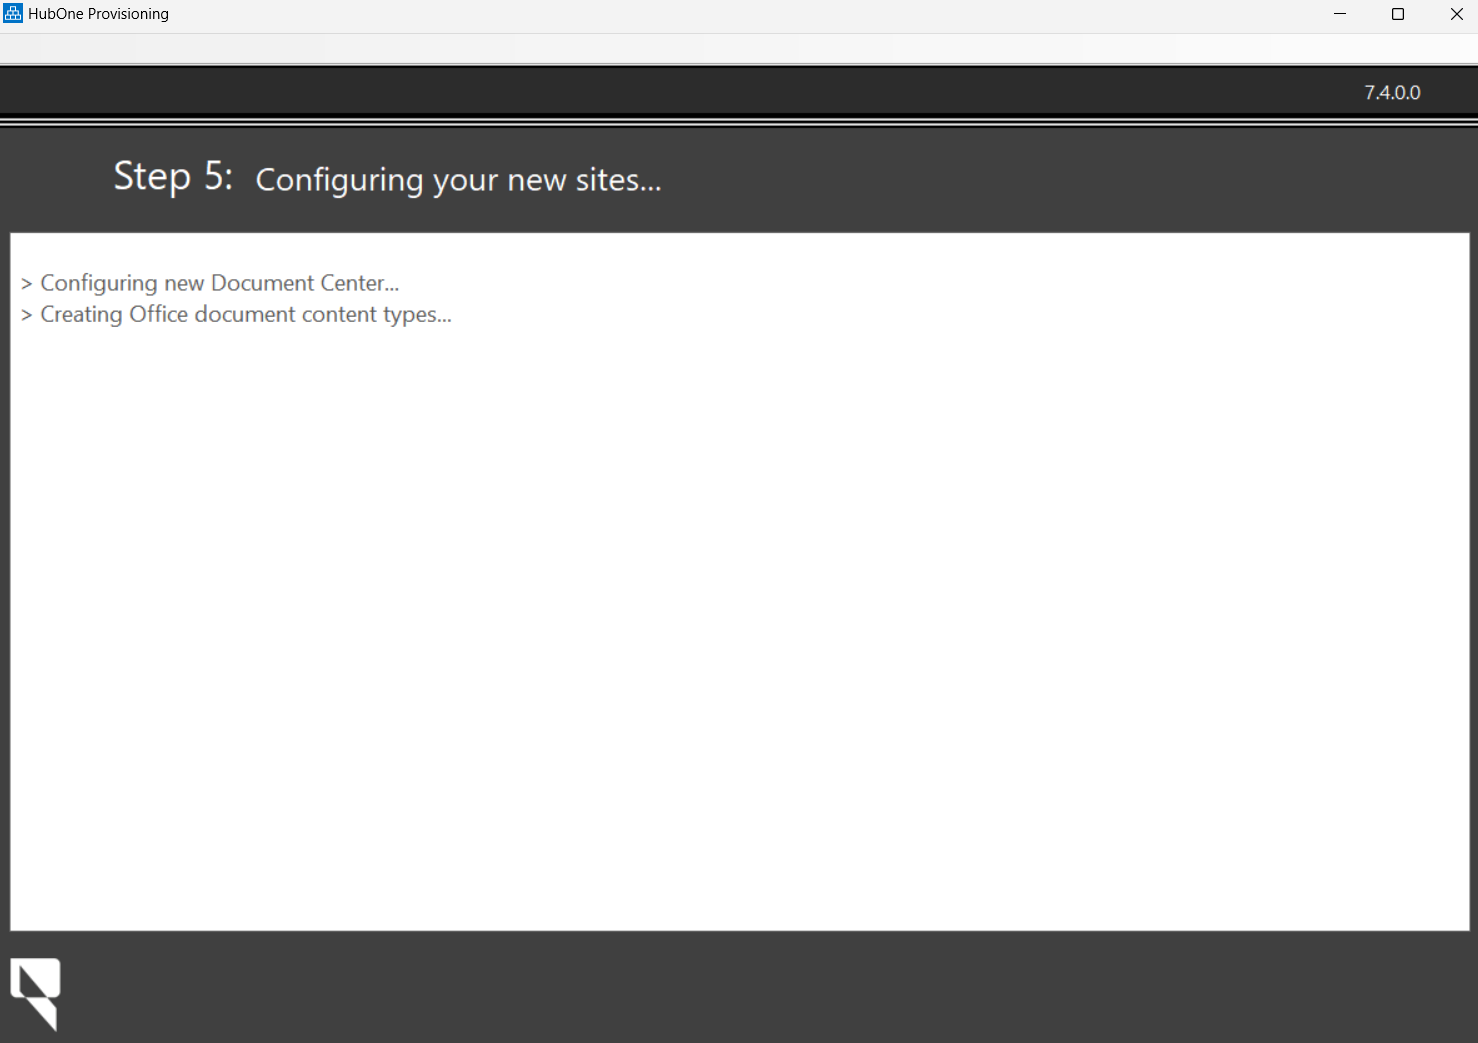 HubOne Provisioning
7.4.0.0
Step 5: Configuring your new sites...
> Configuring new Document Center...
> Creating Office document content types...